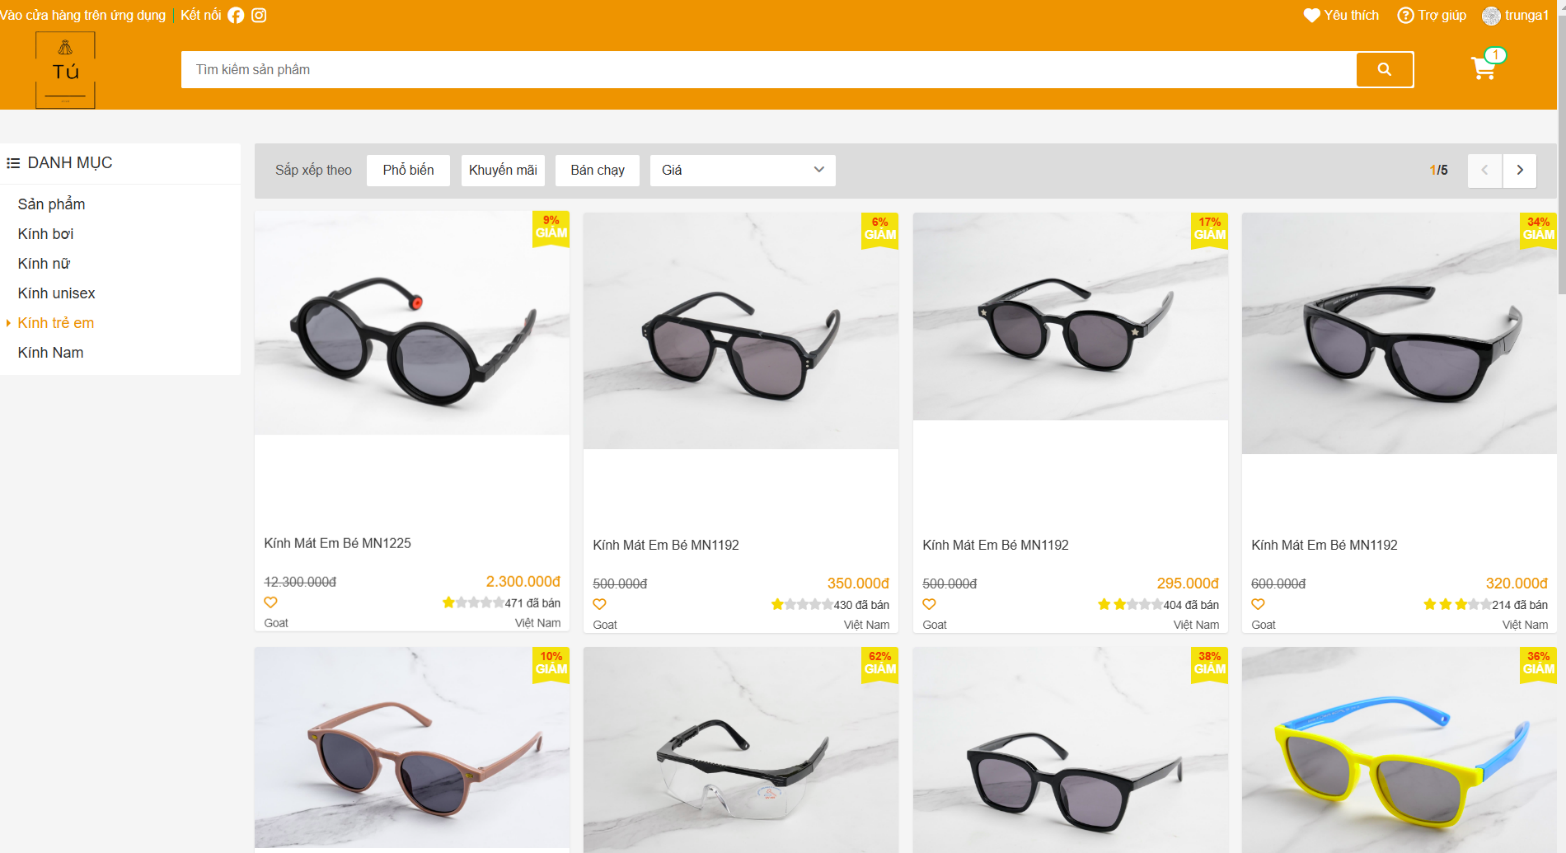 Vào cửa hàng trên ứng dụng Kết nối
Yêu thích Trợ giúp trunga1
Tú
Tìm kiếm sản phẩm
1
DANH MỤC
Sản phẩm
Kính bơi
Kính nữ
Kính unisex
Kính trẻ em
Kính Nam
Sắp xếp theo Phổ biến Khuyến mãi Bán chạy Giá 1/5
9%
GIẢM
6%
GIẢM
17%
GIẢM
34%
GIẢM
Kính Mát Em Bé MN1225
12.300.000đ 2.300.000đ
471 đã bán
Goat Việt Nam
Kính Mát Em Bé MN1192
500.000đ 350.000đ
430 đã bán
Goat Việt Nam
Kính Mát Em Bé MN1192
500.000đ 295.000đ
404 đã bán
Goat Việt Nam
Kính Mát Em Bé MN1192
600.000đ 320.000đ
214 đã bán
Goat Việt Nam
10%
GIẢM
62%
GIẢM
38%
GIẢM
36%
GIẢM